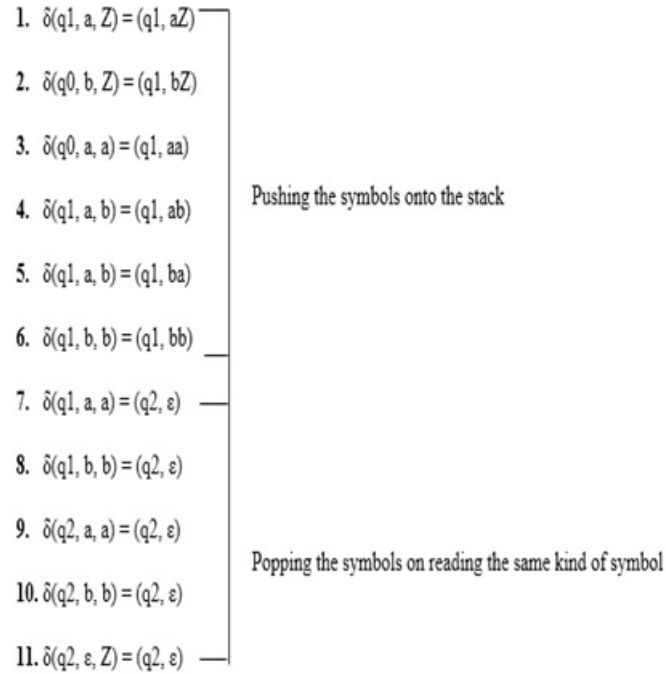 1. δ(q1, a, Z) = (q1, aZ)
2. δ(q0, b, Z) = (q1, bZ)
3. δ(q0, a, a) = (q1, aa)
Pushing the symbols onto the stack
4. δ(q1, a, b) = (q1, ab)
5. δ(q1, a, b) = (q1, ba)
6. δ(q1, b, b) = (q1, bb)
7. δ(q1, a, a) = (q2, ε)
8. δ(q1, b, b) = (q2, ε)
9. δ(q2, a, a) = (q2, ε)
Popping the symbols on reading the same kind of symbol
10. δ(q2, b, b) = (q2, ε)
11. δ(q2, ε, Z) = (q2, ε)